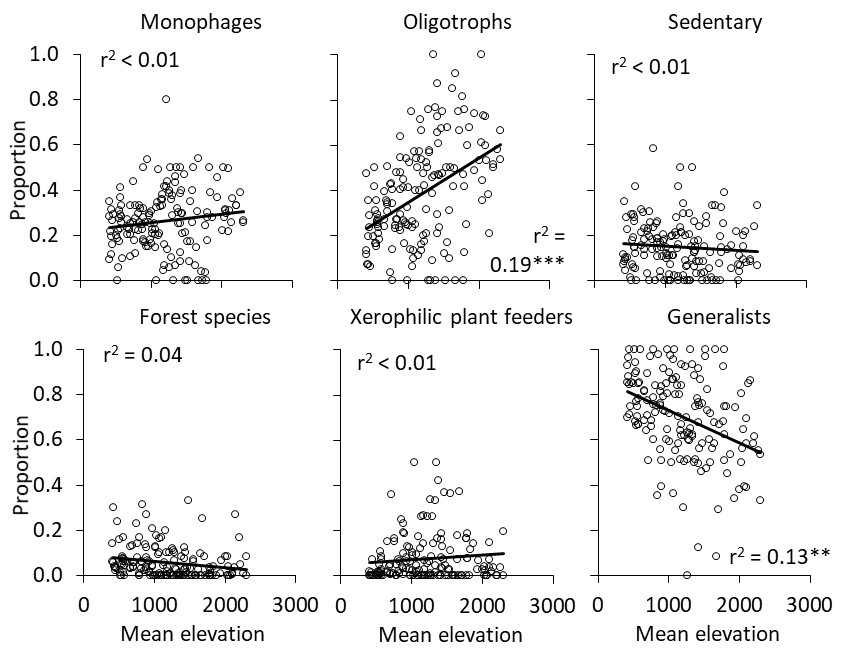 Monophages Oligotrophs Sedentary
1.0
0.8
0.6
0.4
0.2
0.0
Proportion
r² < 0.01
r² =
0.19***
r² < 0.01
Forest species Xerophilic plant feeders Generalists
1.0
0.8
0.6
0.4
0.2
0.0
Proportion
r² = 0.04
r² < 0.01
r² = 0.13**
0 1000 2000 3000 0 1000 2000 3000 0 1000 2000 3000
Mean elevation Mean elevation Mean elevation